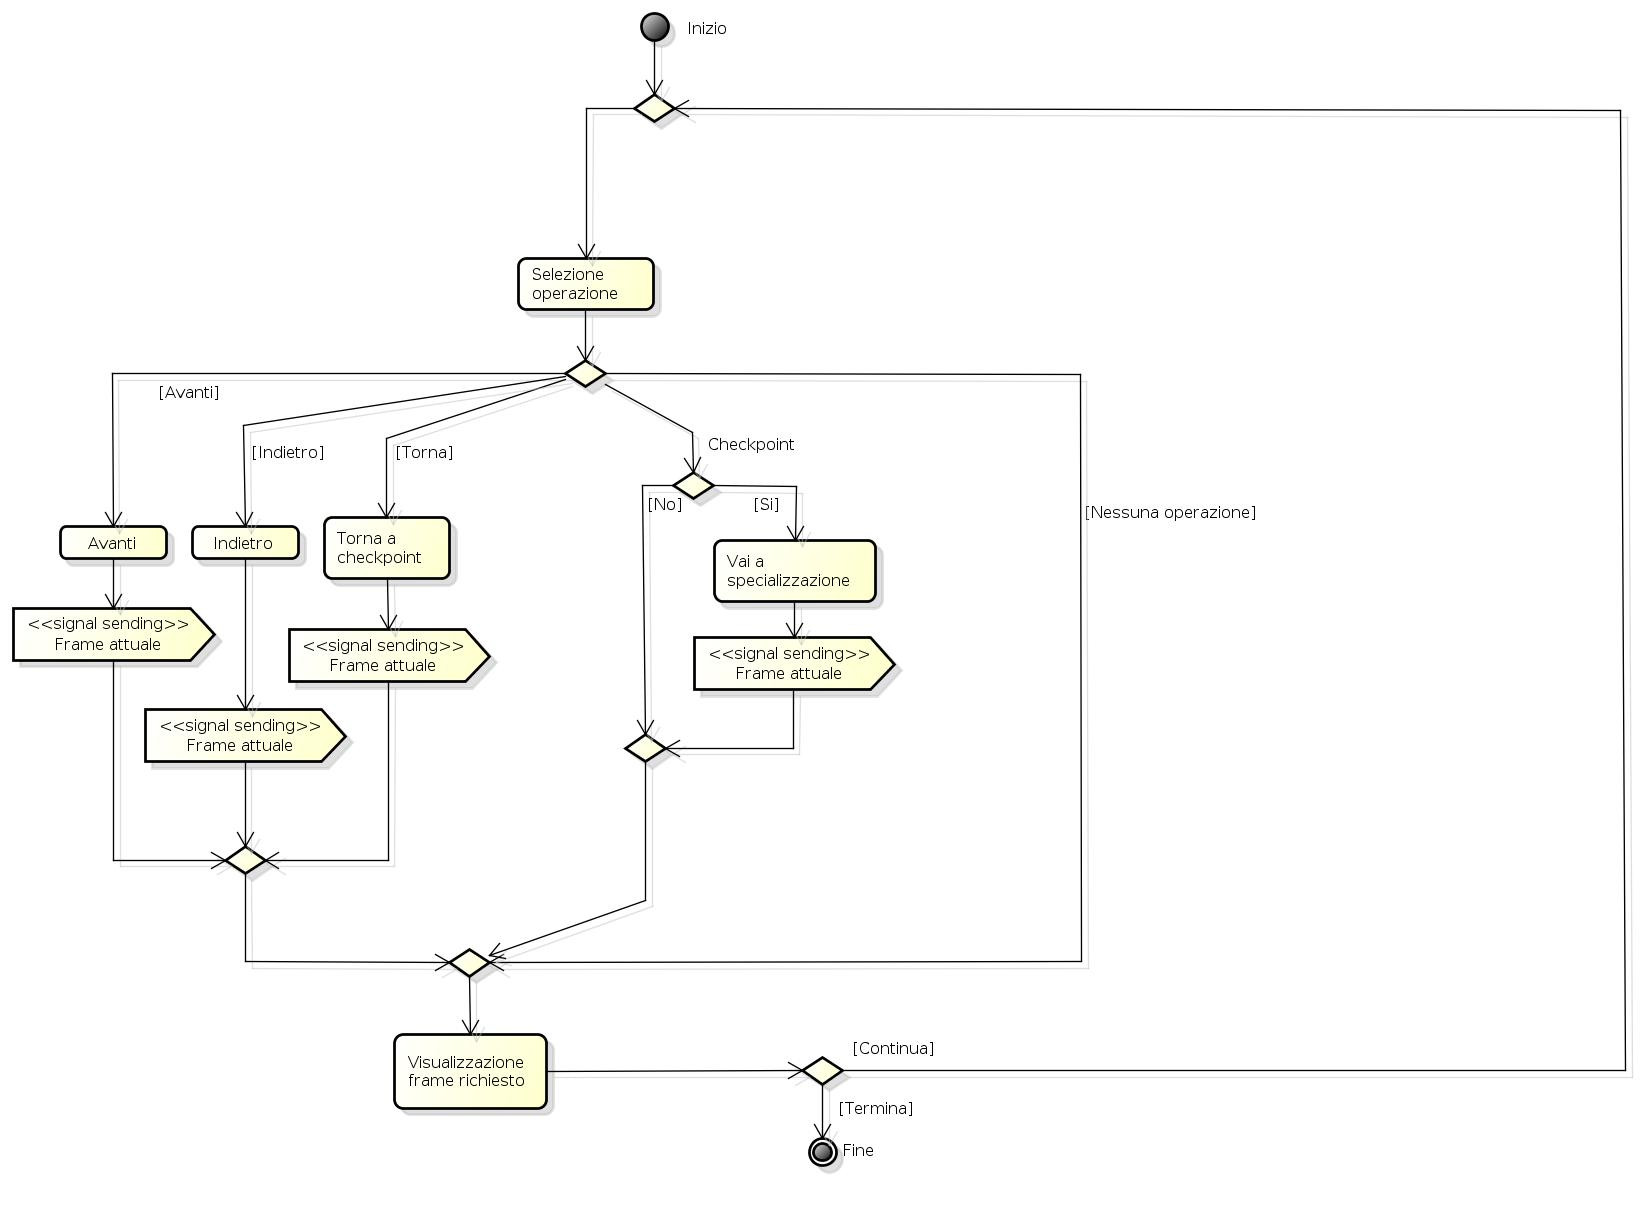 Inizio
Selezione
operazione
[Avanti]
[Indietro]
[Torna]
Checkpoint
[No]
[Si]
[Nessuna operazione]
Avanti
Indietro
Torna a
checkpoint
Vai a
specializzazione
<<signal sending>>
Frame attuale
<<signal sending>>
Frame attuale
<<signal sending>>
Frame attuale
<<signal sending>>
Frame attuale
Visualizzazione
frame richiesto
[Continua]
[Termina]
Fine